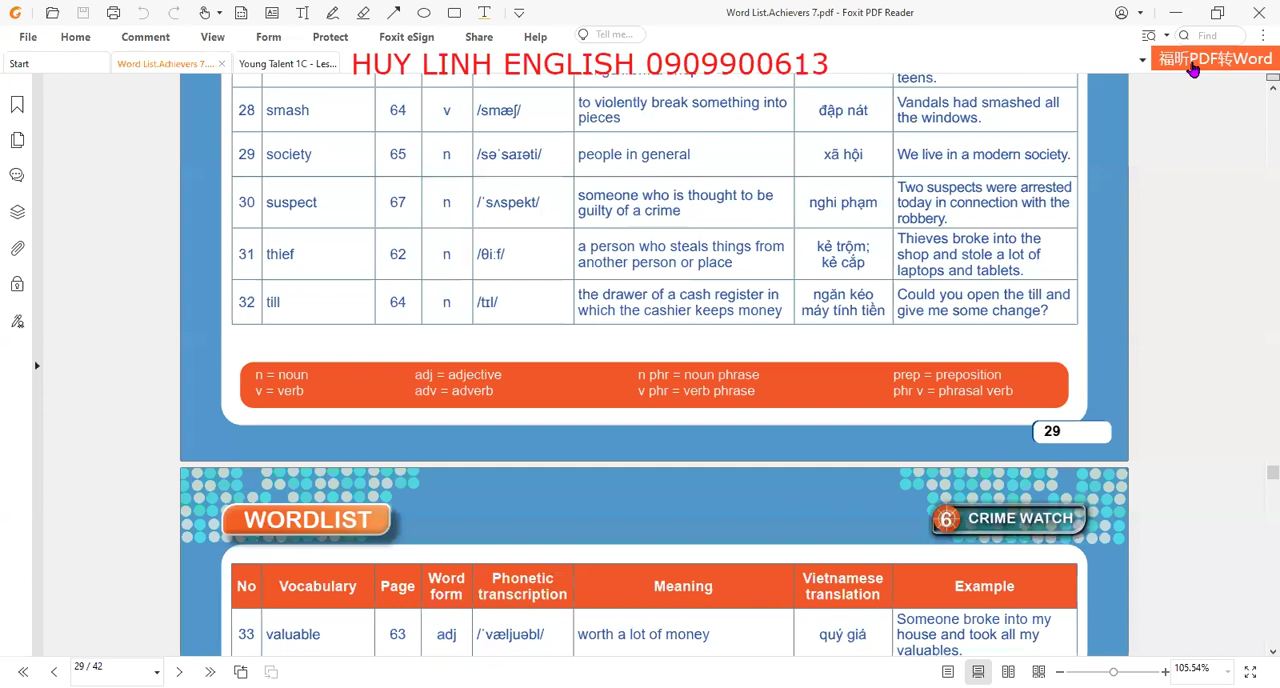 Word List.Achievers 7.pdf - Foxit PDF Reader
File Home Comment View Form Protect Foxit eSign Share Help Tell me... Find
Start Word List.Achievers 7.... Young Talent 1C - Les...
HUY LINH ENGLISH 0909900613
福昕PDF转Word
teens.
28 smash 64 v /smæʃ/ to violently break something into pieces đập nát Vandals had smashed all the windows.
29 society 65 n /səˈsaɪəti/ people in general xã hội We live in a modern society.
30 suspect 67 n /ˈsʌspekt/ someone who is thought to be guilty of a crime nghi phạm Two suspects were arrested today in connection with the robbery.
31 thief 62 n /θiːf/ a person who steals things from another person or place kẻ trộm; kẻ cắp Thieves broke into the shop and stole a lot of laptops and tablets.
32 till 64 n /tɪl/ the drawer of a cash register in which the cashier keeps money ngăn kéo máy tính tiền Could you open the till and give me some change?
n = noun adj = adjective n phr = noun phrase prep = preposition
v = verb adv = adverb v phr = verb phrase phr v = phrasal verb
29
WORDLIST 6 CRIME WATCH
No Vocabulary Page Word form Phonetic transcription Meaning Vietnamese translation Example
33 valuable 63 adj /ˈvæljuəbl/ worth a lot of money quý giá Someone broke into my house and took all my valuables.
29 / 42 105.54%